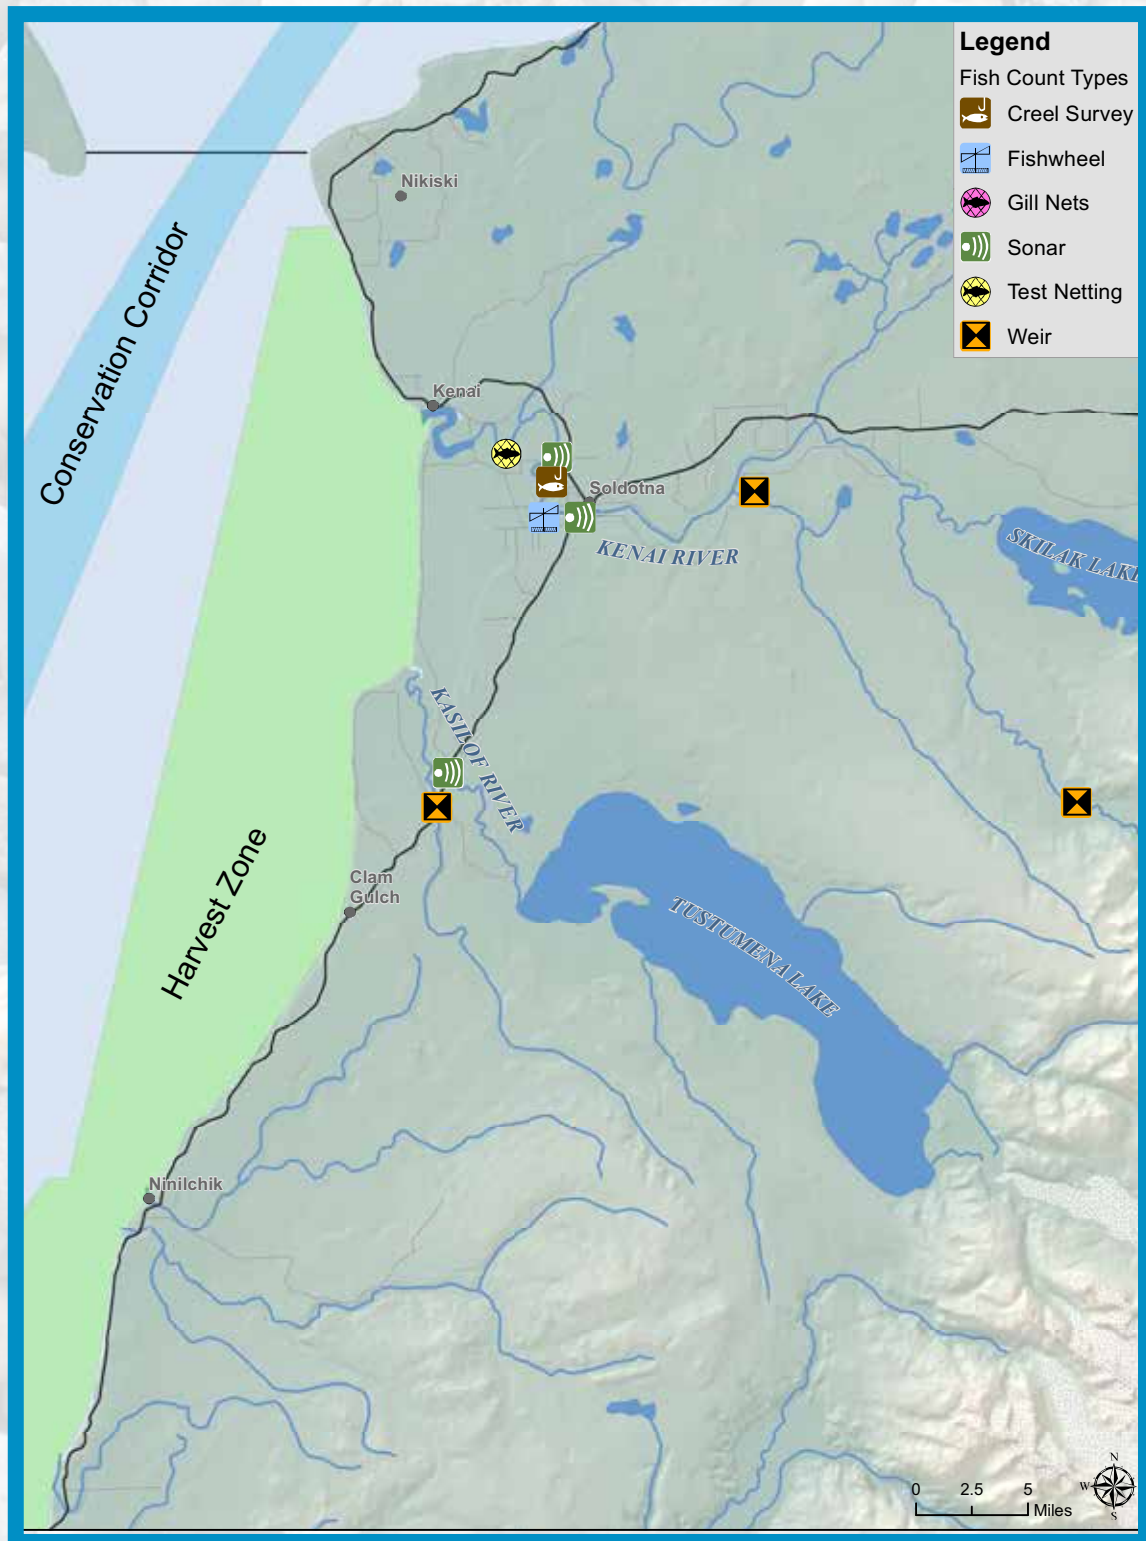 Legend
Fish Count Types
Creel Survey
Fishwheel
Gill Nets
Sonar
Test Netting
Weir
Nikiski
Conservation Corridor
Kenai
Soldotna
KENAI RIVER
SKILAK LAKE
KASILOF RIVER
Harvest Zone
Clam
Gulch
TUSTUMENA LAKE
Ninilchik
N
W E
S
0 2.5 5
Miles